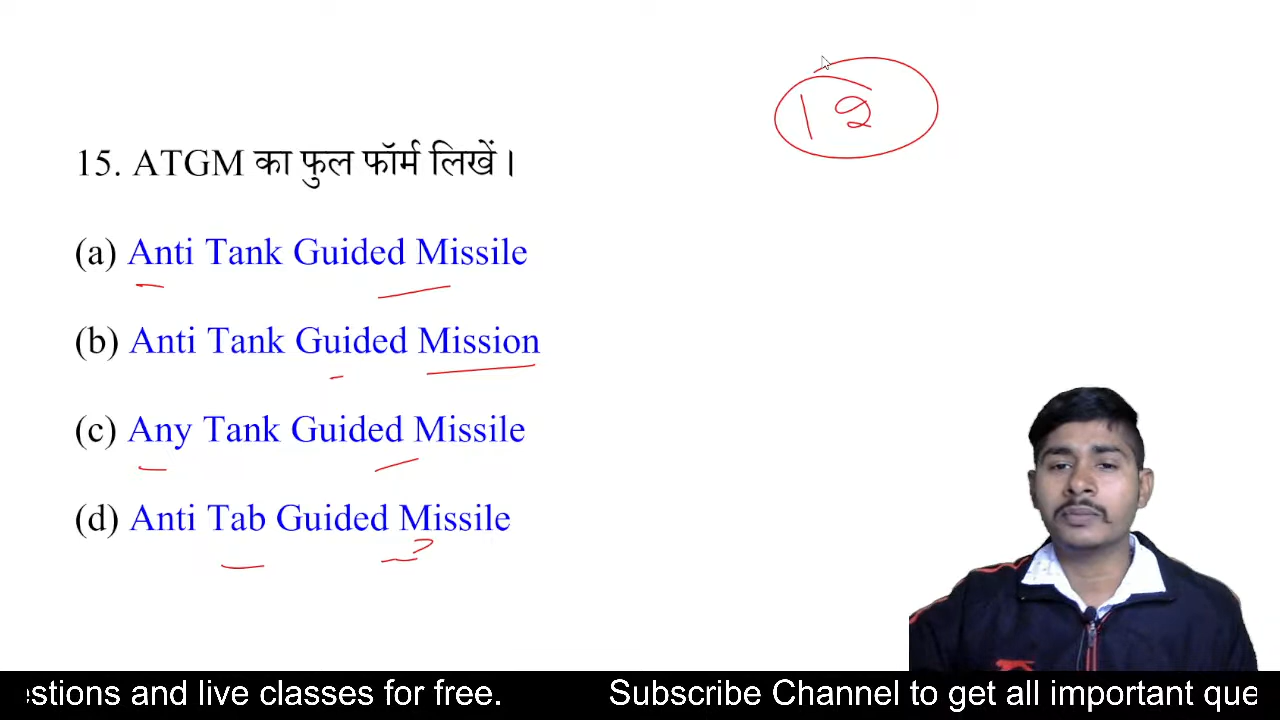 12
15. ATGM का फुल फॉर्म लिखें।
(a) Anti Tank Guided Missile
(b) Anti Tank Guided Mission
(c) Any Tank Guided Missile
(d) Anti Tab Guided Missile
?
estions and live classes for free. Subscribe Channel to get all important que